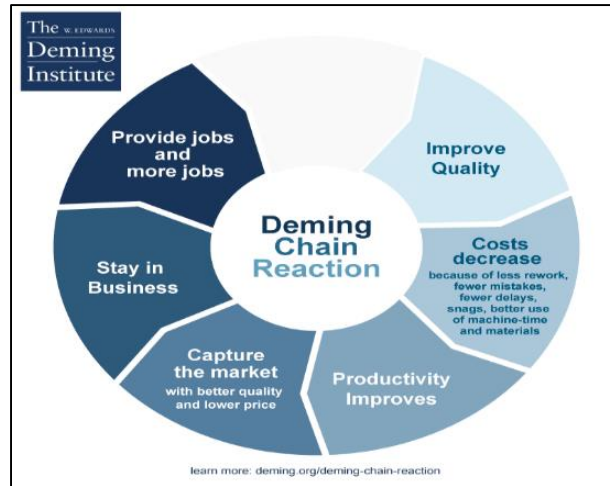 The W. EDWARDS
Deming
Institute
Improve
Quality
Costs
decrease
because of less rework,
fewer mistakes,
fewer delays,
snags, better use
of machine-time
and materials
Productivity
Improves
Capture
the market
with better quality
and lower price
Stay in
Business
Provide jobs
and
more jobs
Deming
Chain
Reaction
learn more: deming.org/deming-chain-reaction